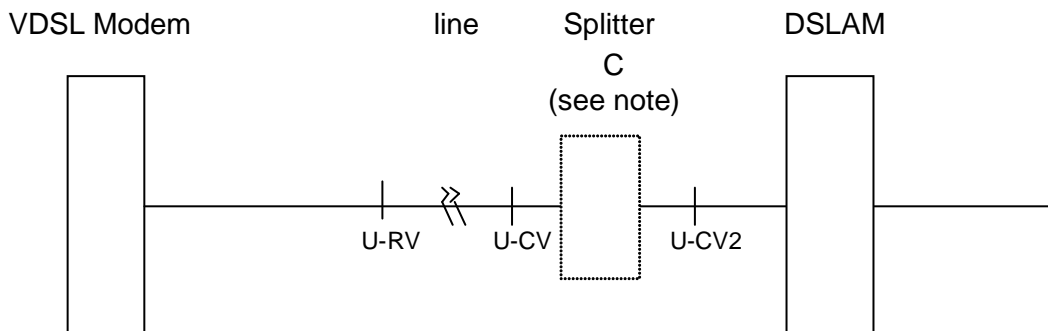 VDSL Modem line Splitter DSLAM
C
(see note)
U-RV U-CV U-CV2